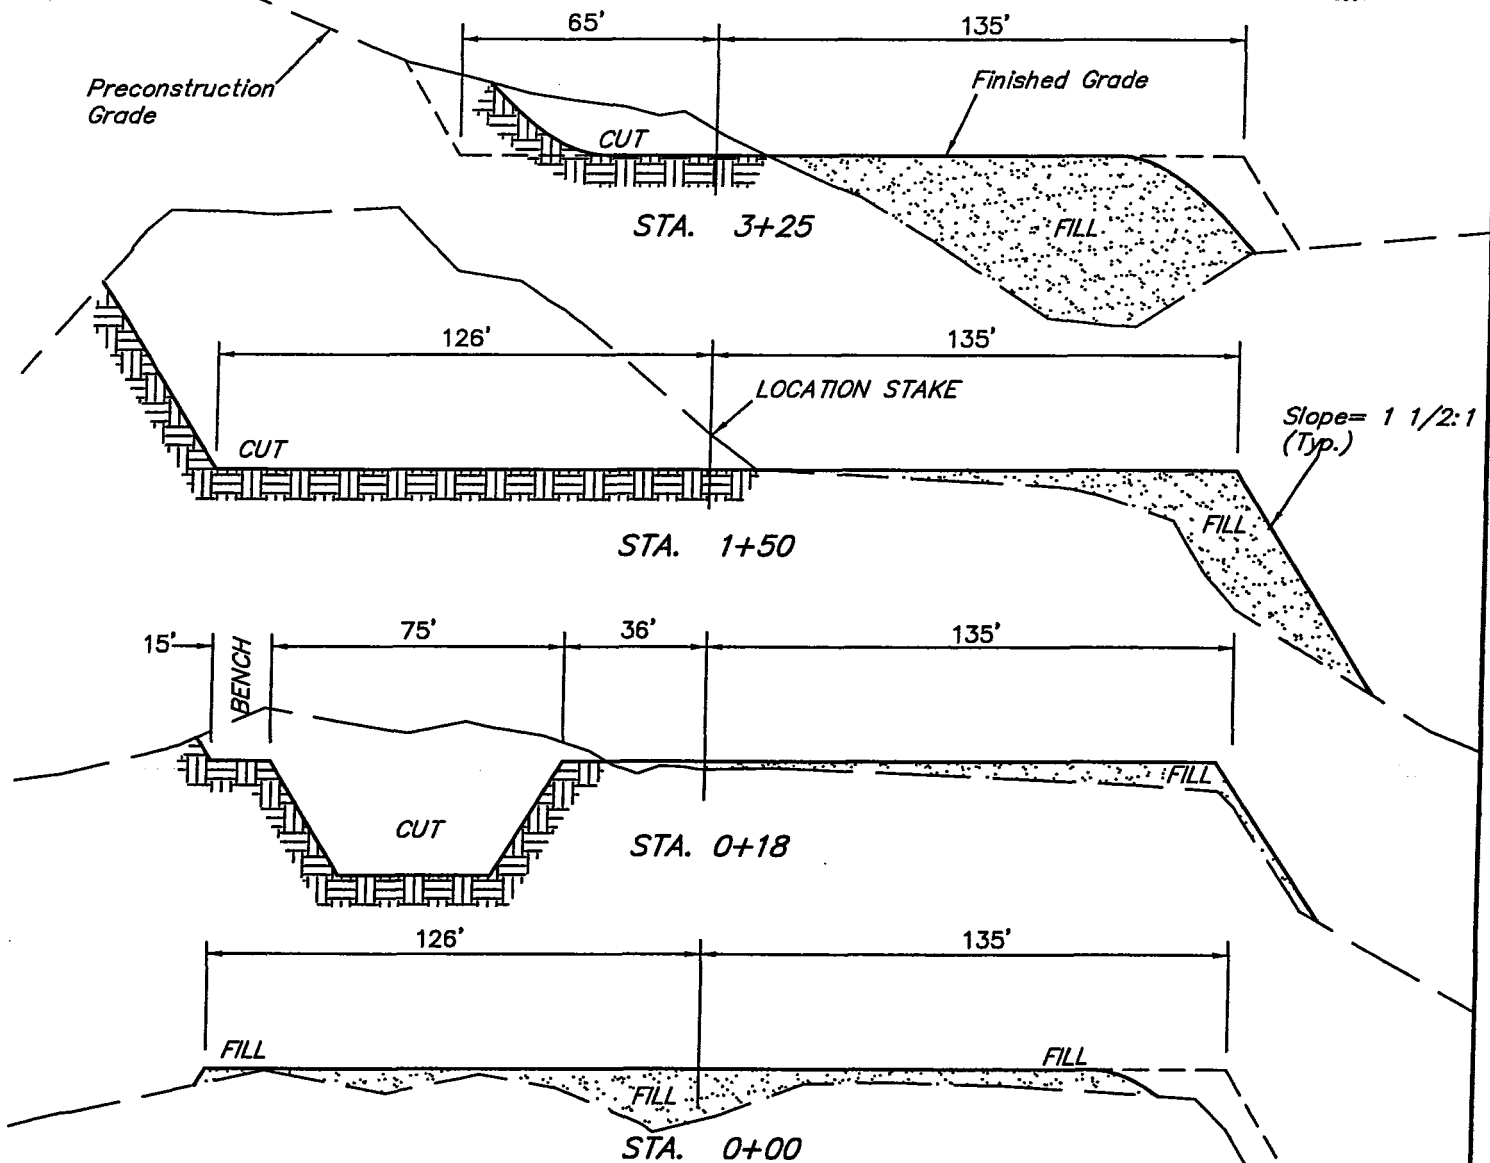 65'
135'
Preconstruction
Grade
Finished Grade
CUT
STA. 3+25
FILL
126'
135'
LOCATION STAKE
Slope= 1 1/2:1
(Typ.)
CUT
FILL
STA. 1+50
15'
BENCH
75'
36'
135'
FILL
CUT
STA. 0+18
126'
135'
FILL
FILL
FILL
STA. 0+00